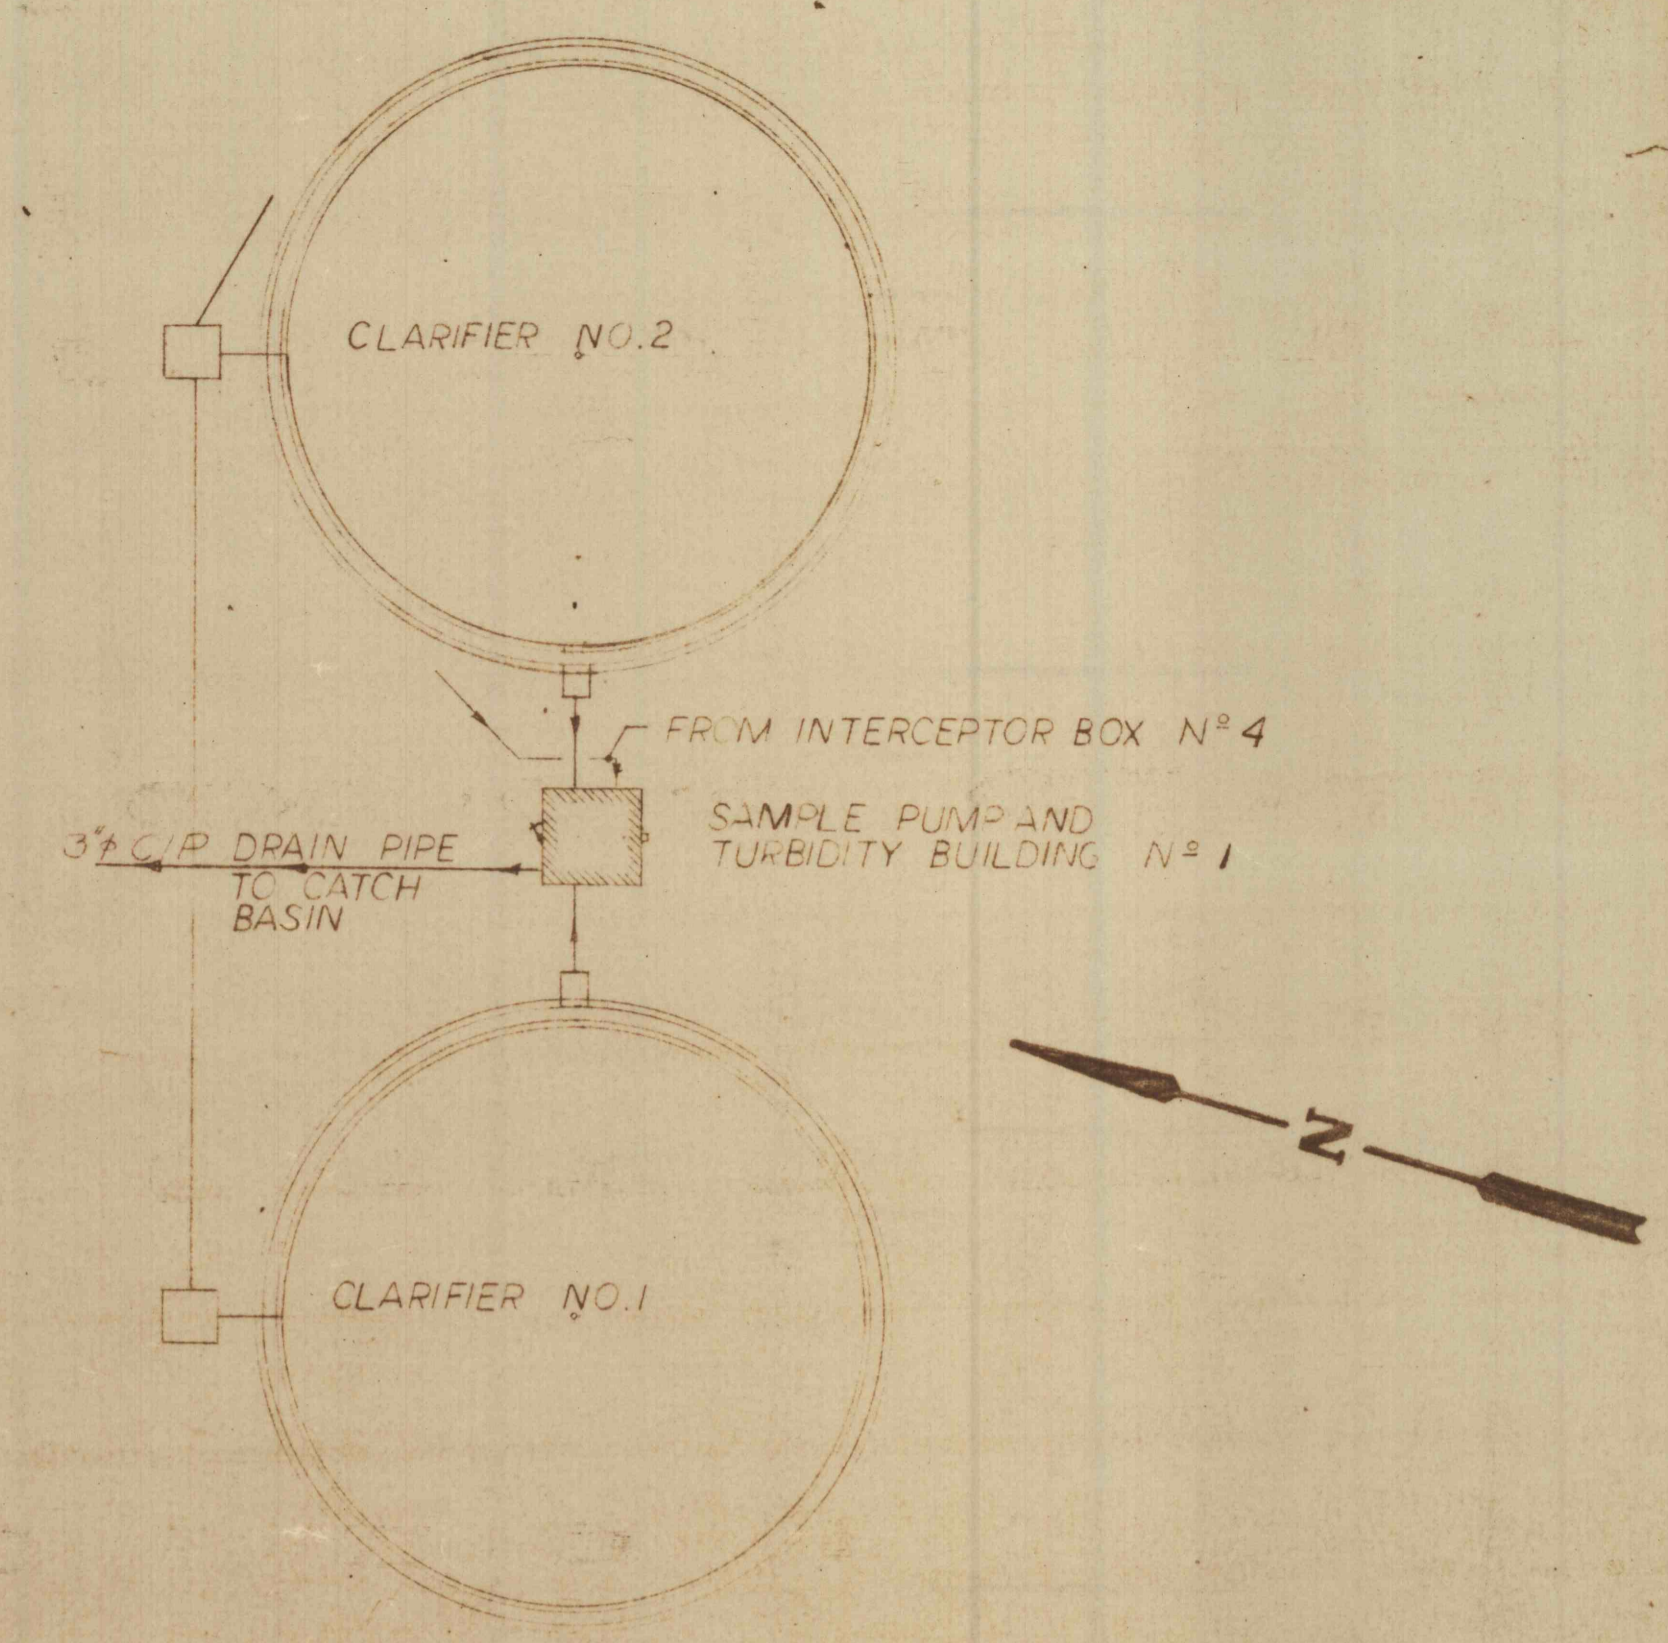 CLARIFIER NO.2
FROM INTERCEPTOR BOX Nº 4
SAMPLE PUMP AND
TURBIDITY BUILDING Nº 1
3"ø C/P DRAIN PIPE
TO CATCH
BASIN
N
CLARIFIER NO.1